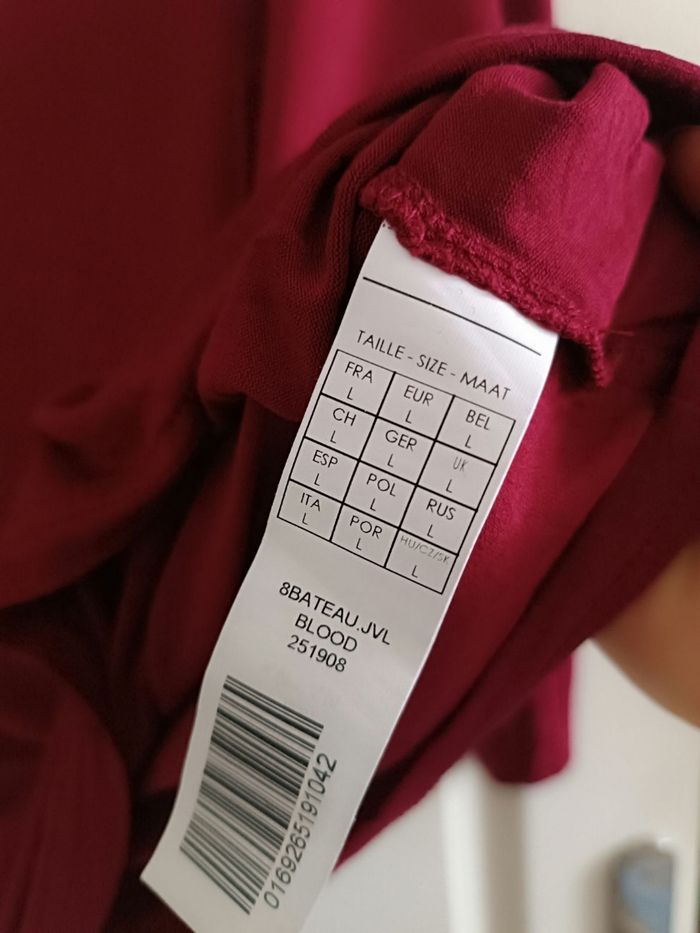 TAILLE - SIZE - MAAT
FRA EUR BEL
L L L
CH GER UK
L L L
ESP POL RUS
L L L
ITA POR HU/CZ/SK
L L L
8BATEAU.JVL
BLOOD
251908
0169265191042